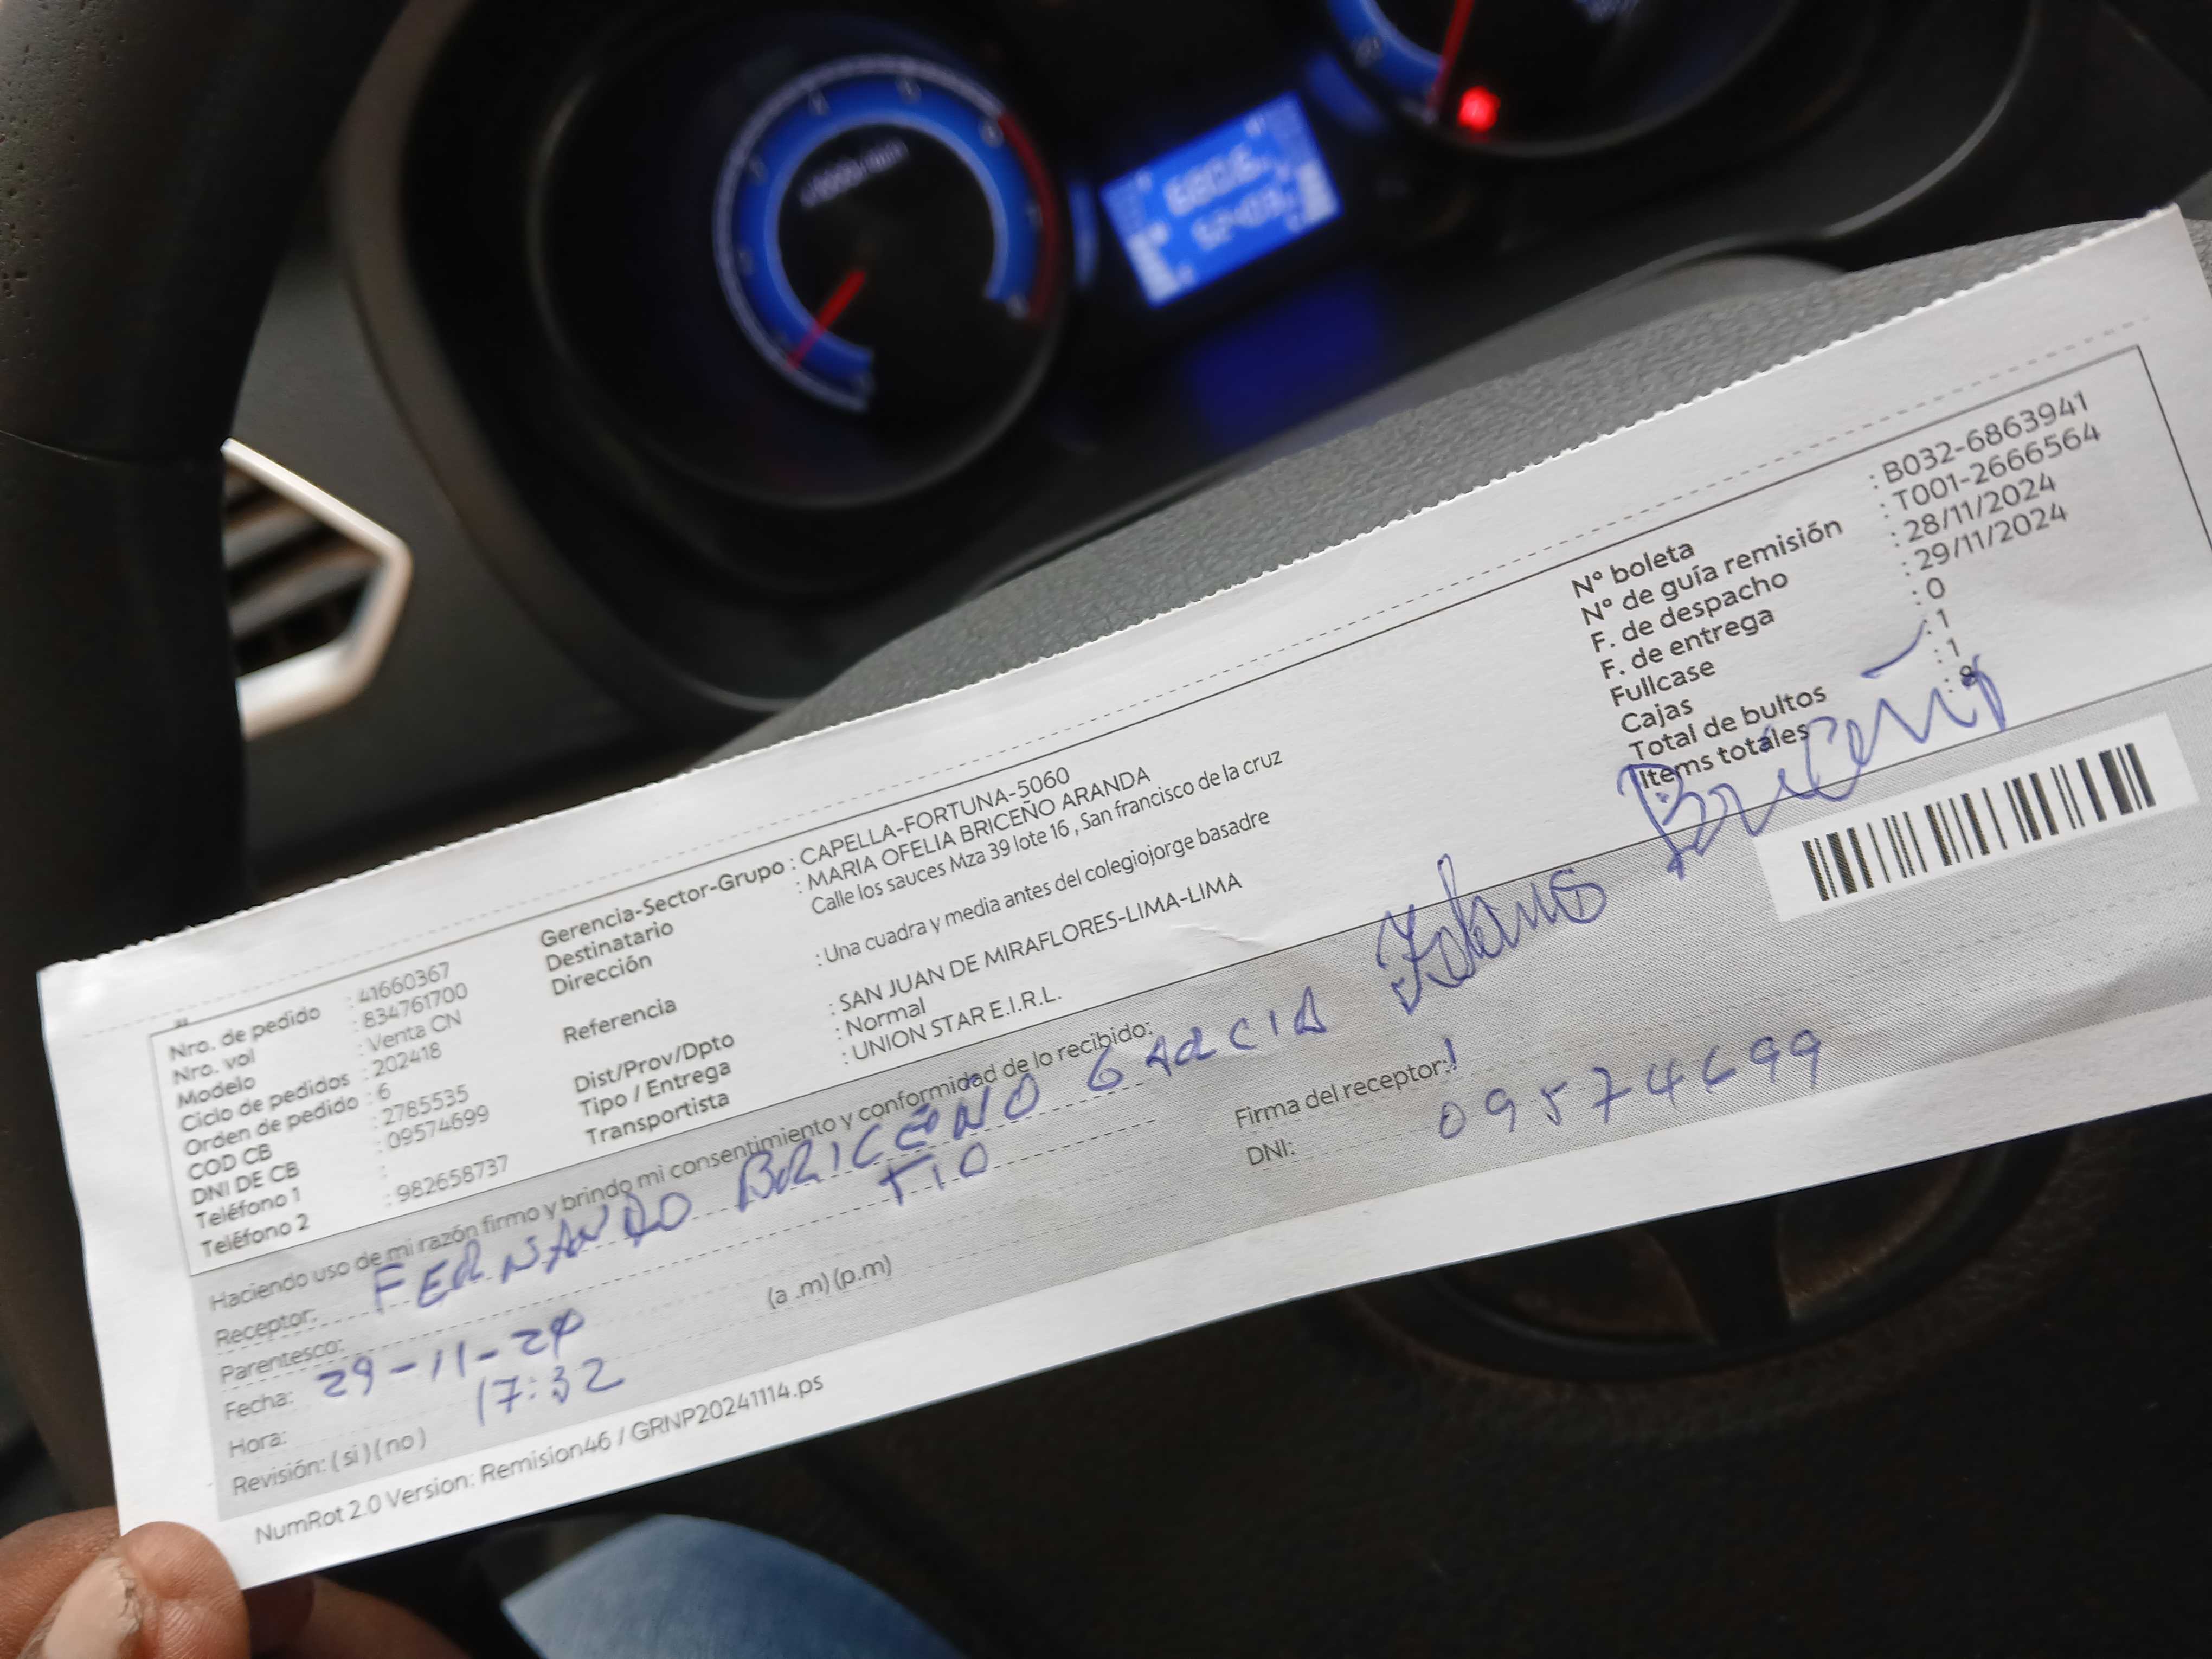 Nro. de pedido : 41660367
Nro. vol : 834761700
Modelo : Venta CN
Ciclo de pedidos : 202418
Orden de pedido : 6
COD CB : 2785535
DNI DE CB : 09574699
Teléfono 1 :
Teléfono 2 : 982658737
Gerencia-Sector-Grupo : CAPELLA-FORTUNA-5060
Destinatario : MARIA OFELIA BRICEÑO ARANDA
Dirección Calle los sauces Mza 39 lote 16 , San francisco de la cruz
Referencia : Una cuadra y media antes del colegiojorge basadre
Dist/Prov/Dpto : SAN JUAN DE MIRAFLORES-LIMA-LIMA
Tipo / Entrega : Normal
Transportista : UNION STAR E.I.R.L.
N° boleta : B032-6863941
N° de guía remisión : T001-2666564
F. de despacho : 28/11/2024
F. de entrega : 29/11/2024
Fullcase : 0
Cajas : 1
Total de bultos : 1
Items totales : 8
Haciendo uso de mi razón firmo y brindo mi consentimiento y conformidad de lo recibido:
Receptor: FERNANDO BRICEÑO GARCIA
Parentesco: TIO
Fecha: 29-11-24
Hora: 17:32 (a .m) (p.m)
Revisión: ( si ) ( no )
Firma del receptor: Briceño
DNI: 09574699
NumRot 2.0 Version: Remision46 / GRNP20241114.ps